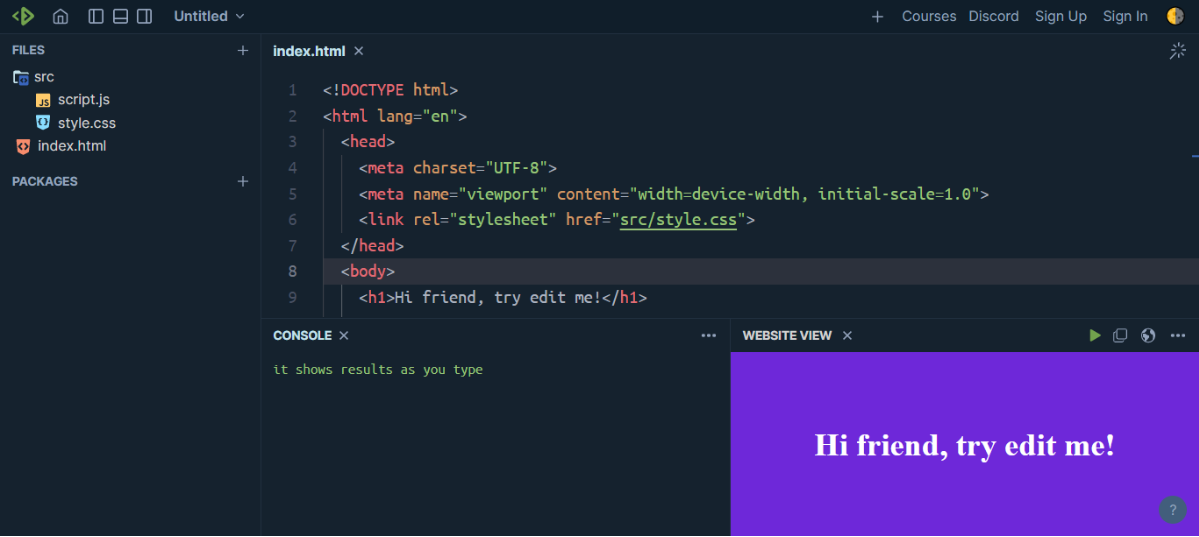 Untitled
Courses Discord Sign Up Sign In
FILES
src
JS script.js
style.css
index.html
PACKAGES
index.html
1 <!DOCTYPE html>
2 <html lang="en">
3 <head>
4 <meta charset="UTF-8">
5 <meta name="viewport" content="width=device-width, initial-scale=1.0">
6 <link rel="stylesheet" href="src/style.css">
7 </head>
8 <body>
9 <h1>Hi friend, try edit me!</h1>
CONSOLE
it shows results as you type
WEBSITE VIEW
Hi friend, try edit me!
?